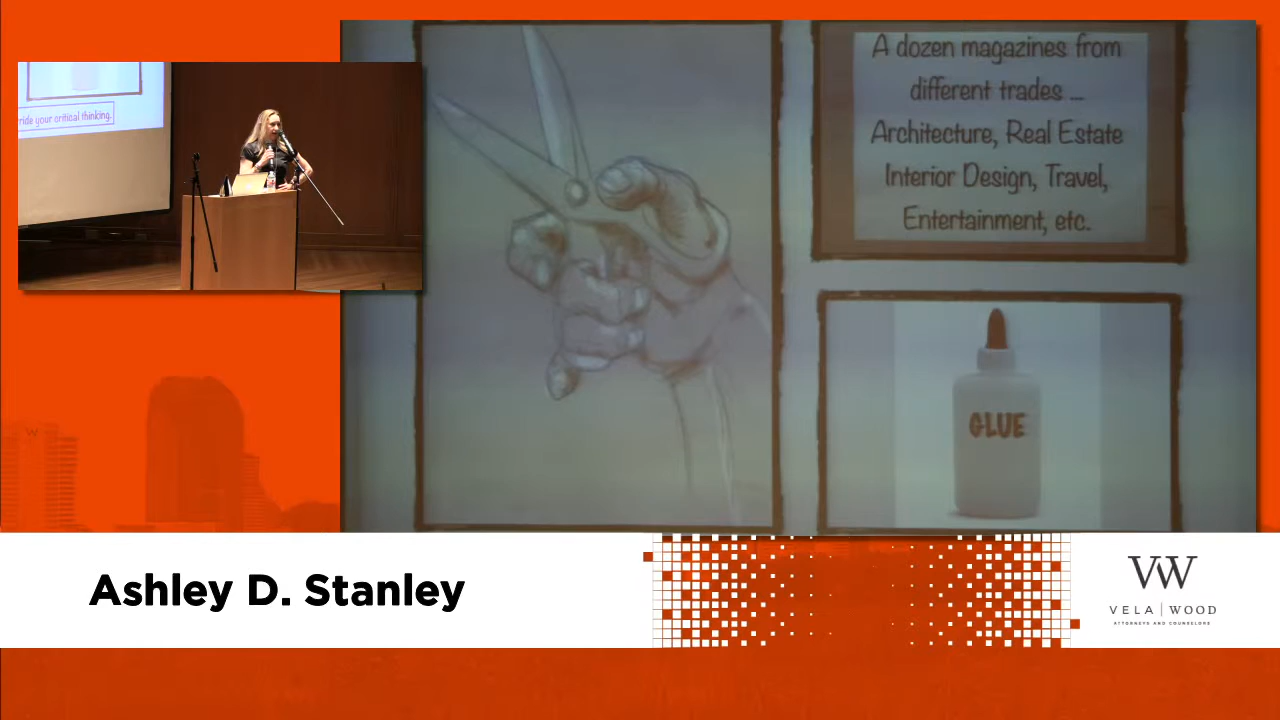 ride your critical thinking.
A dozen magazines from
different trades ...
Architecture, Real Estate
Interior Design, Travel,
Entertainment, etc.
GLUE
Ashley D. Stanley
VW
VELA | WOOD
ATTORNEYS AND COUNSELORS